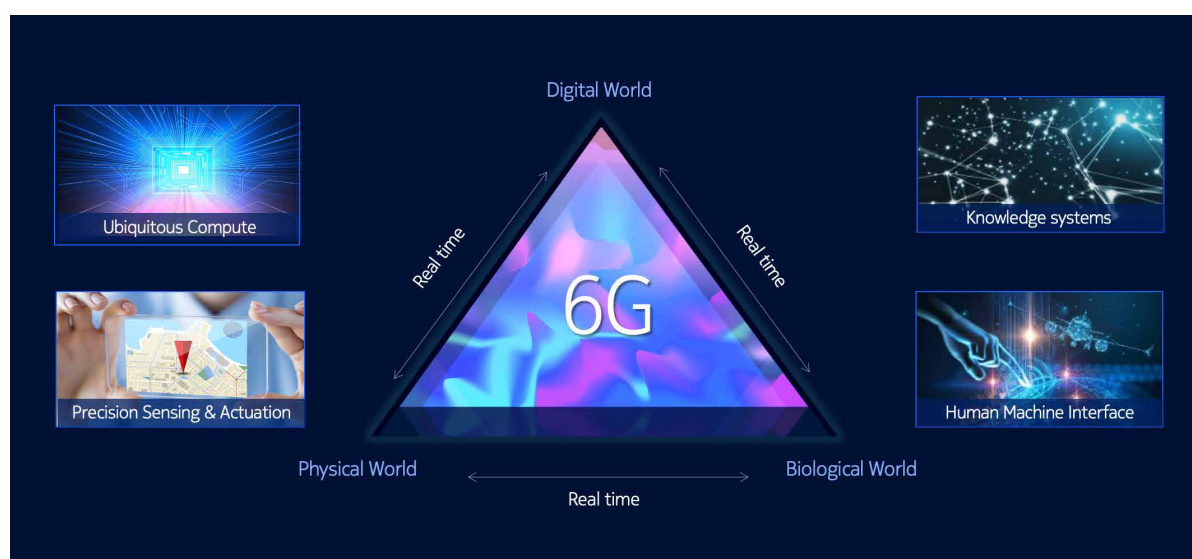 Digital World
Ubiquitous Compute
Knowledge systems
Real time
Real time
6G
Precision Sensing & Actuation
Human Machine Interface
Physical World
Biological World
Real time